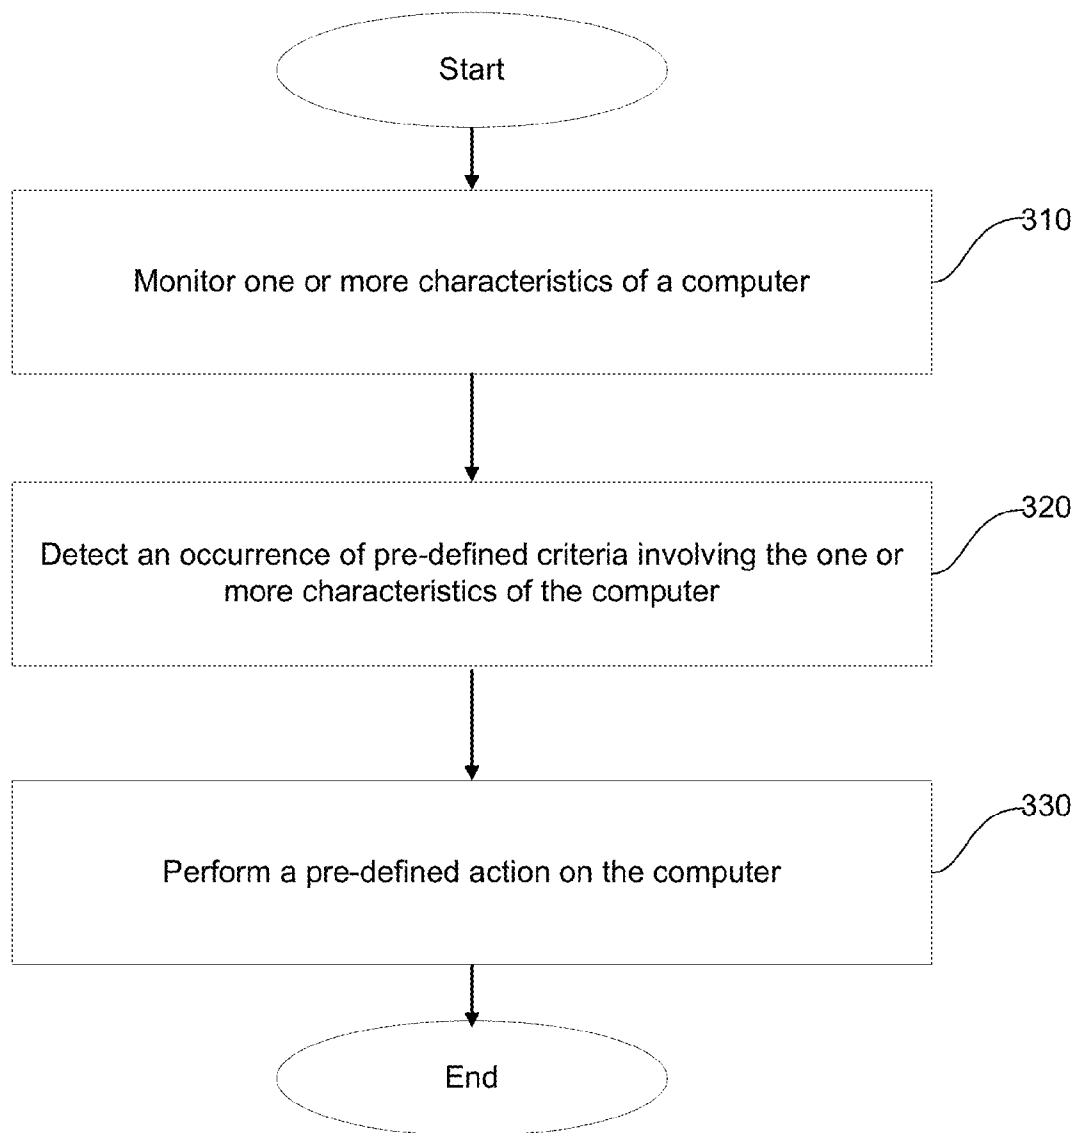 Start
310
Monitor one or more characteristics of a computer
320
Detect an occurrence of pre-defined criteria involving the one or
more characteristics of the computer
330
Perform a pre-defined action on the computer
End